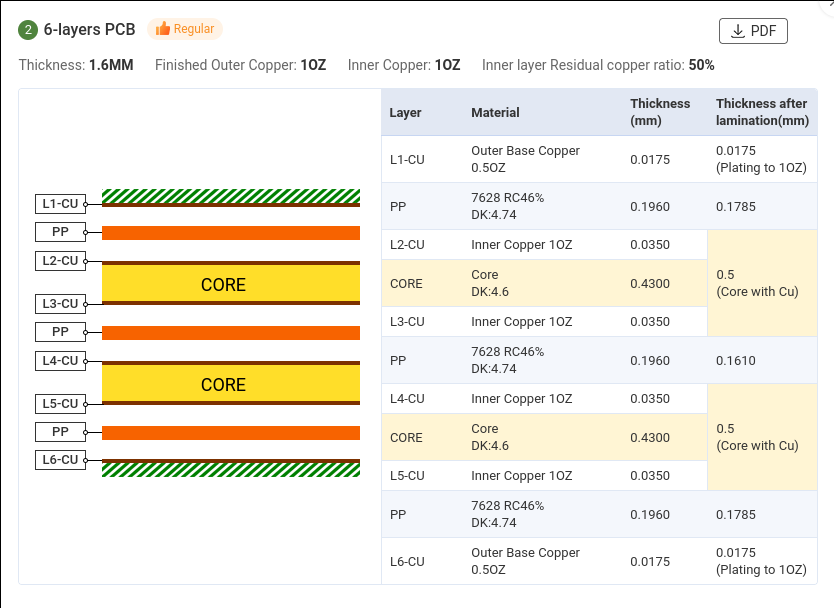 2 6-layers PCB Regular PDF
Thickness: 1.6MM Finished Outer Copper: 1OZ Inner Copper: 1OZ Inner layer Residual copper ratio: 50%
L1-CU
PP
L2-CU
CORE
L3-CU
PP
L4-CU
CORE
L5-CU
PP
L6-CU
Layer Material Thickness (mm) Thickness after lamination(mm)
L1-CU Outer Base Copper 0.5OZ 0.0175 0.0175 (Plating to 1OZ)
PP 7628 RC46% DK:4.74 0.1960 0.1785
L2-CU Inner Copper 1OZ 0.0350
CORE Core DK:4.6 0.4300 0.5 (Core with Cu)
L3-CU Inner Copper 1OZ 0.0350
PP 7628 RC46% DK:4.74 0.1960 0.1610
L4-CU Inner Copper 1OZ 0.0350
CORE Core DK:4.6 0.4300 0.5 (Core with Cu)
L5-CU Inner Copper 1OZ 0.0350
PP 7628 RC46% DK:4.74 0.1960 0.1785
L6-CU Outer Base Copper 0.5OZ 0.0175 0.0175 (Plating to 1OZ)